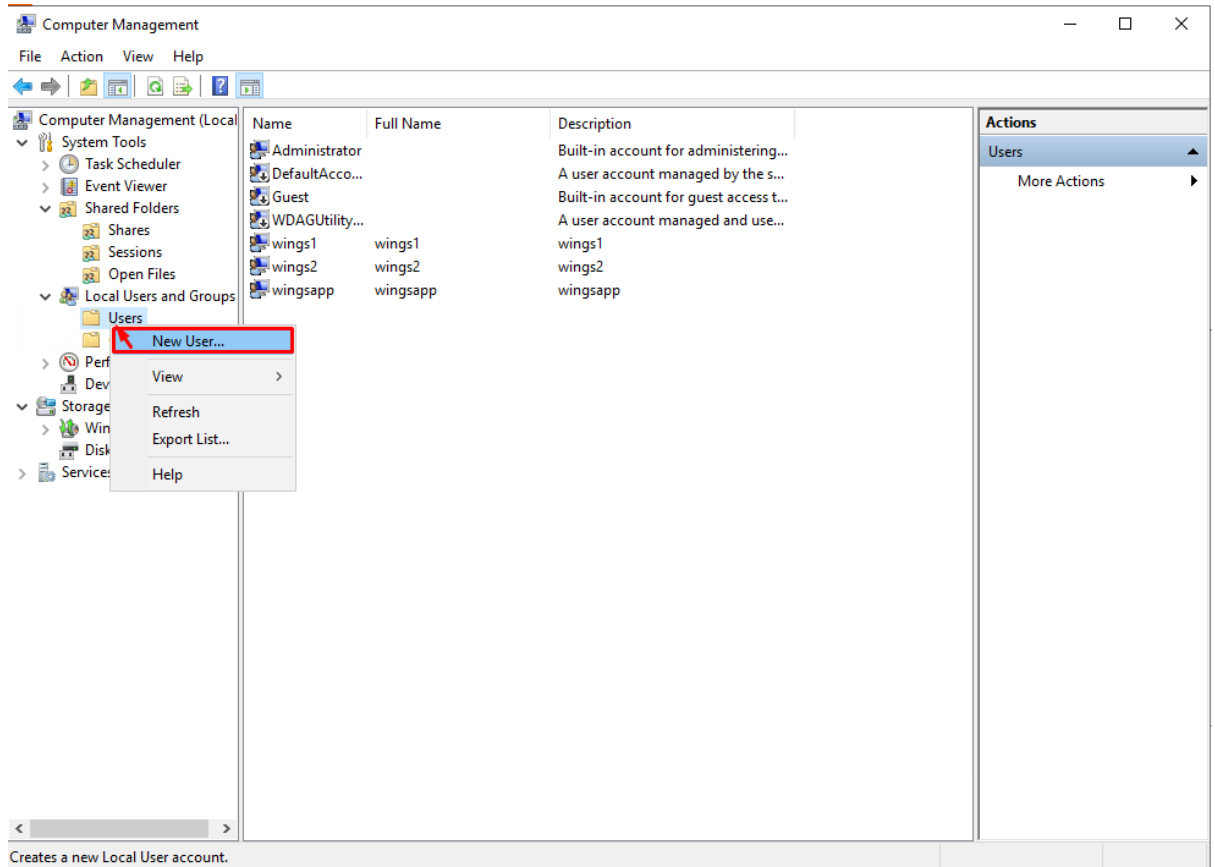 Computer Management
File Action View Help
Computer Management (Local
System Tools
Task Scheduler
Event Viewer
Shared Folders
Shares
Sessions
Open Files
Local Users and Groups
Users
Perf
Dev
Storage
Win
Disk
Services
New User...
View
Refresh
Export List...
Help
Name Full Name Description
Administrator Built-in account for administering...
DefaultAcco... A user account managed by the s...
Guest Built-in account for guest access t...
WDAGUtility... A user account managed and use...
wings1 wings1 wings1
wings2 wings2 wings2
wingsapp wingsapp wingsapp
Actions
Users
More Actions
Creates a new Local User account.